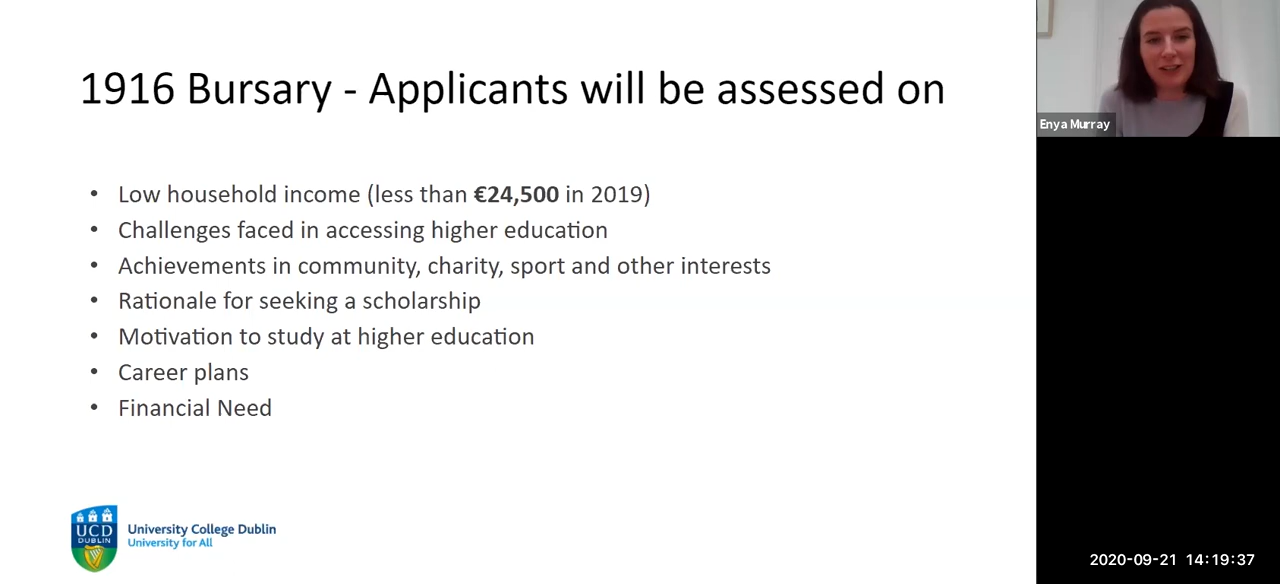 1916 Bursary - Applicants will be assessed on
Enya Murray
• Low household income (less than €24,500 in 2019)
• Challenges faced in accessing higher education
• Achievements in community, charity, sport and other interests
• Rationale for seeking a scholarship
• Motivation to study at higher education
• Career plans
• Financial Need
UCD
DUBLIN
University College Dublin
University for All
2020-09-21 14:19:37